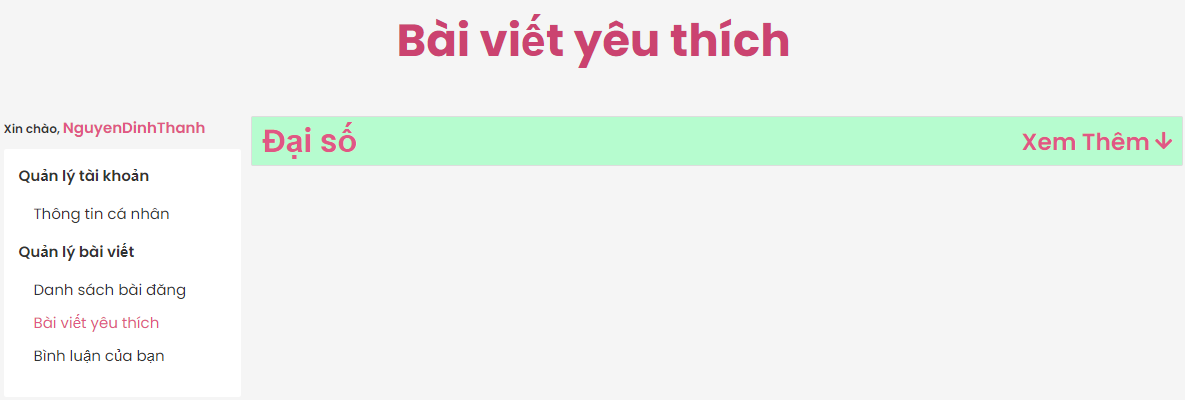 Bài viết yêu thích
Xin chào, NguyenDinhThanh
Quản lý tài khoản
Thông tin cá nhân
Quản lý bài viết
Danh sách bài đăng
Bài viết yêu thích
Bình luận của bạn
Đại số
Xem Thêm ↓